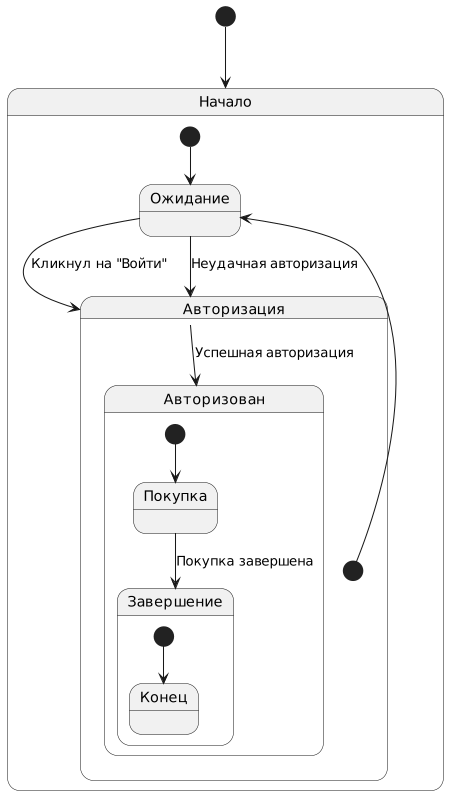 Начало
Ожидание
Кликнул на "Войти"
Неудачная авторизация
Авторизация
Успешная авторизация
Авторизован
Покупка
Покупка завершена
Завершение
Конец